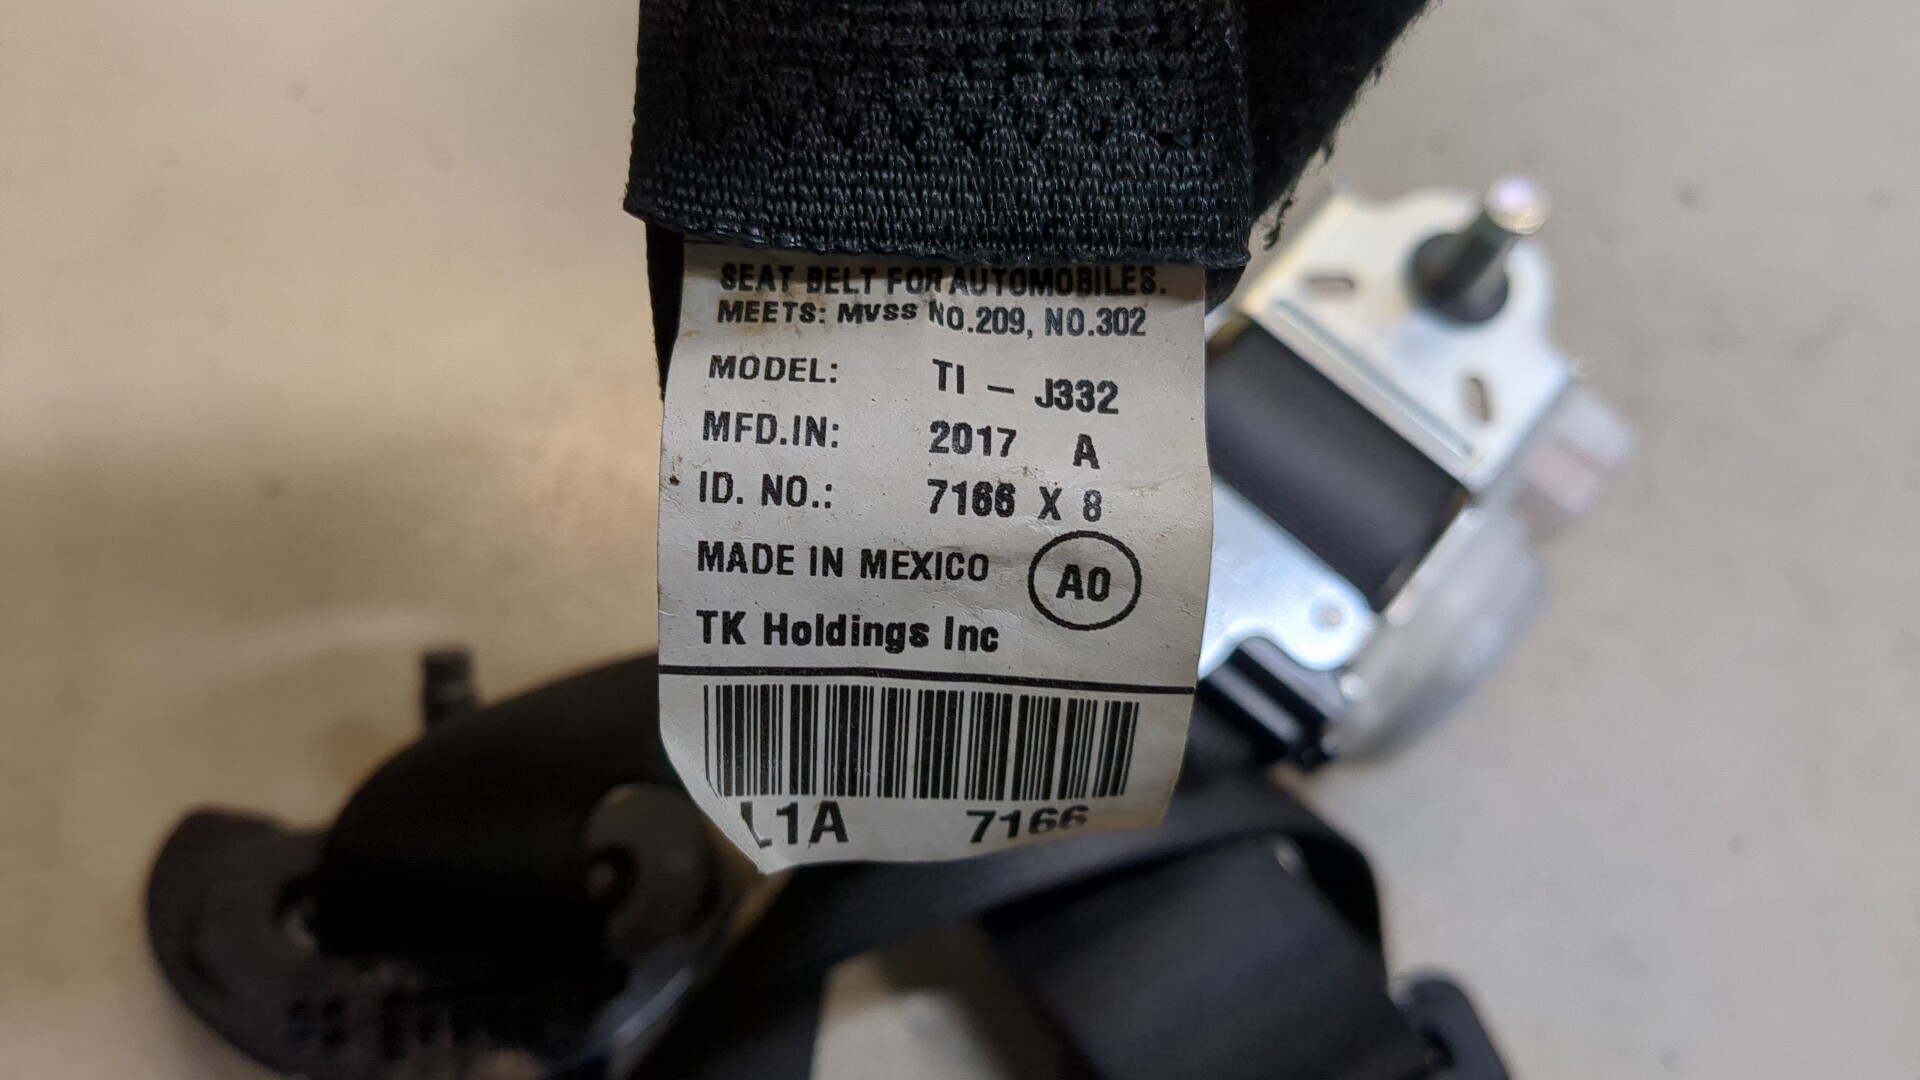 SEAT BELT FOR AUTOMOBILES.
MEETS: MVSS NO.209, NO.302
MODEL: TI - J332
MFD.IN: 2017 A
ID. NO.: 7166 X 8
MADE IN MEXICO A0
TK Holdings Inc
L1A 7166